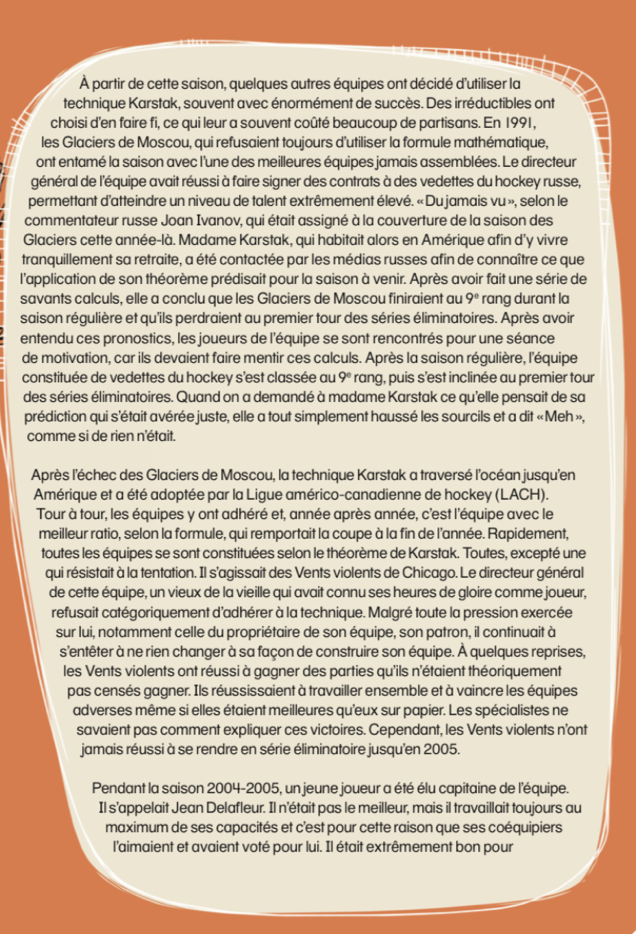 À partir de cette saison, quelques autres équipes ont décidé d'utiliser la
technique Karstak, souvent avec énormément de succès. Des irréductibles ont
choisi d'en faire fi, ce qui leur a souvent coûté beaucoup de partisans. En 1991,
les Glaciers de Moscou, qui refusaient toujours d'utiliser la formule mathématique,
ont entamé la saison avec l'une des meilleures équipes jamais assemblées. Le directeur
général de l'équipe avait réussi à faire signer des contrats à des vedettes du hockey russe,
permettant d'atteindre un niveau de talent extrêmement élevé. « Du jamais vu », selon le
commentateur russe Joan Ivanov, qui était assigné à la couverture de la saison des
Glaciers cette année-là. Madame Karstak, qui habitait alors en Amérique afin d'y vivre
tranquillement sa retraite, a été contactée par les médias russes afin de connaître ce que
l'application de son théorème prédisait pour la saison à venir. Après avoir fait une série de
savants calculs, elle a conclu que les Glaciers de Moscou finiraient au 9e rang durant la
saison régulière et qu'ils perdraient au premier tour des séries éliminatoires. Après avoir
entendu ces pronostics, les joueurs de l'équipe se sont rencontrés pour une séance
de motivation, car ils devaient faire mentir ces calculs. Après la saison régulière, l'équipe
constituée de vedettes du hockey s'est classée au 9e rang, puis s'est inclinée au premier tour
des séries éliminatoires. Quand on a demandé à madame Karstak ce qu'elle pensait de sa
prédiction qui s'était avérée juste, elle a tout simplement haussé les sourcils et a dit « Meh »,
comme si de rien n'était.
Après l'échec des Glaciers de Moscou, la technique Karstak a traversé l'océan jusqu'en
Amérique et a été adoptée par la Ligue américo-canadienne de hockey (LACH).
Tour à tour, les équipes y ont adhéré et, année après année, c'est l'équipe avec le
meilleur ratio, selon la formule, qui remportait la coupe à la fin de l'année. Rapidement,
toutes les équipes se sont constituées selon le théorème de Karstak. Toutes, excepté une
qui résistait à la tentation. Il s'agissait des Vents violents de Chicago. Le directeur général
de cette équipe, un vieux de la vieille qui avait connu ses heures de gloire comme joueur,
refusait catégoriquement d'adhérer à la technique. Malgré toute la pression exercée
sur lui, notamment celle du propriétaire de son équipe, son patron, il continuait à
s'entêter à ne rien changer à sa façon de construire son équipe. À quelques reprises,
les Vents violents ont réussi à gagner des parties qu'ils n'étaient théoriquement
pas censés gagner. Ils réussissaient à travailler ensemble et à vaincre les équipes
adverses même si elles étaient meilleures qu'eux sur papier. Les spécialistes ne
savaient pas comment expliquer ces victoires. Cependant, les Vents violents n'ont
jamais réussi à se rendre en série éliminatoire jusqu'en 2005.
Pendant la saison 2004-2005, un jeune joueur a été élu capitaine de l'équipe.
Il s'appelait Jean Delafleur. Il n'était pas le meilleur, mais il travaillait toujours au
maximum de ses capacités et c'est pour cette raison que ses coéquipiers
l'aimaient et avaient voté pour lui. Il était extrêmement bon pour